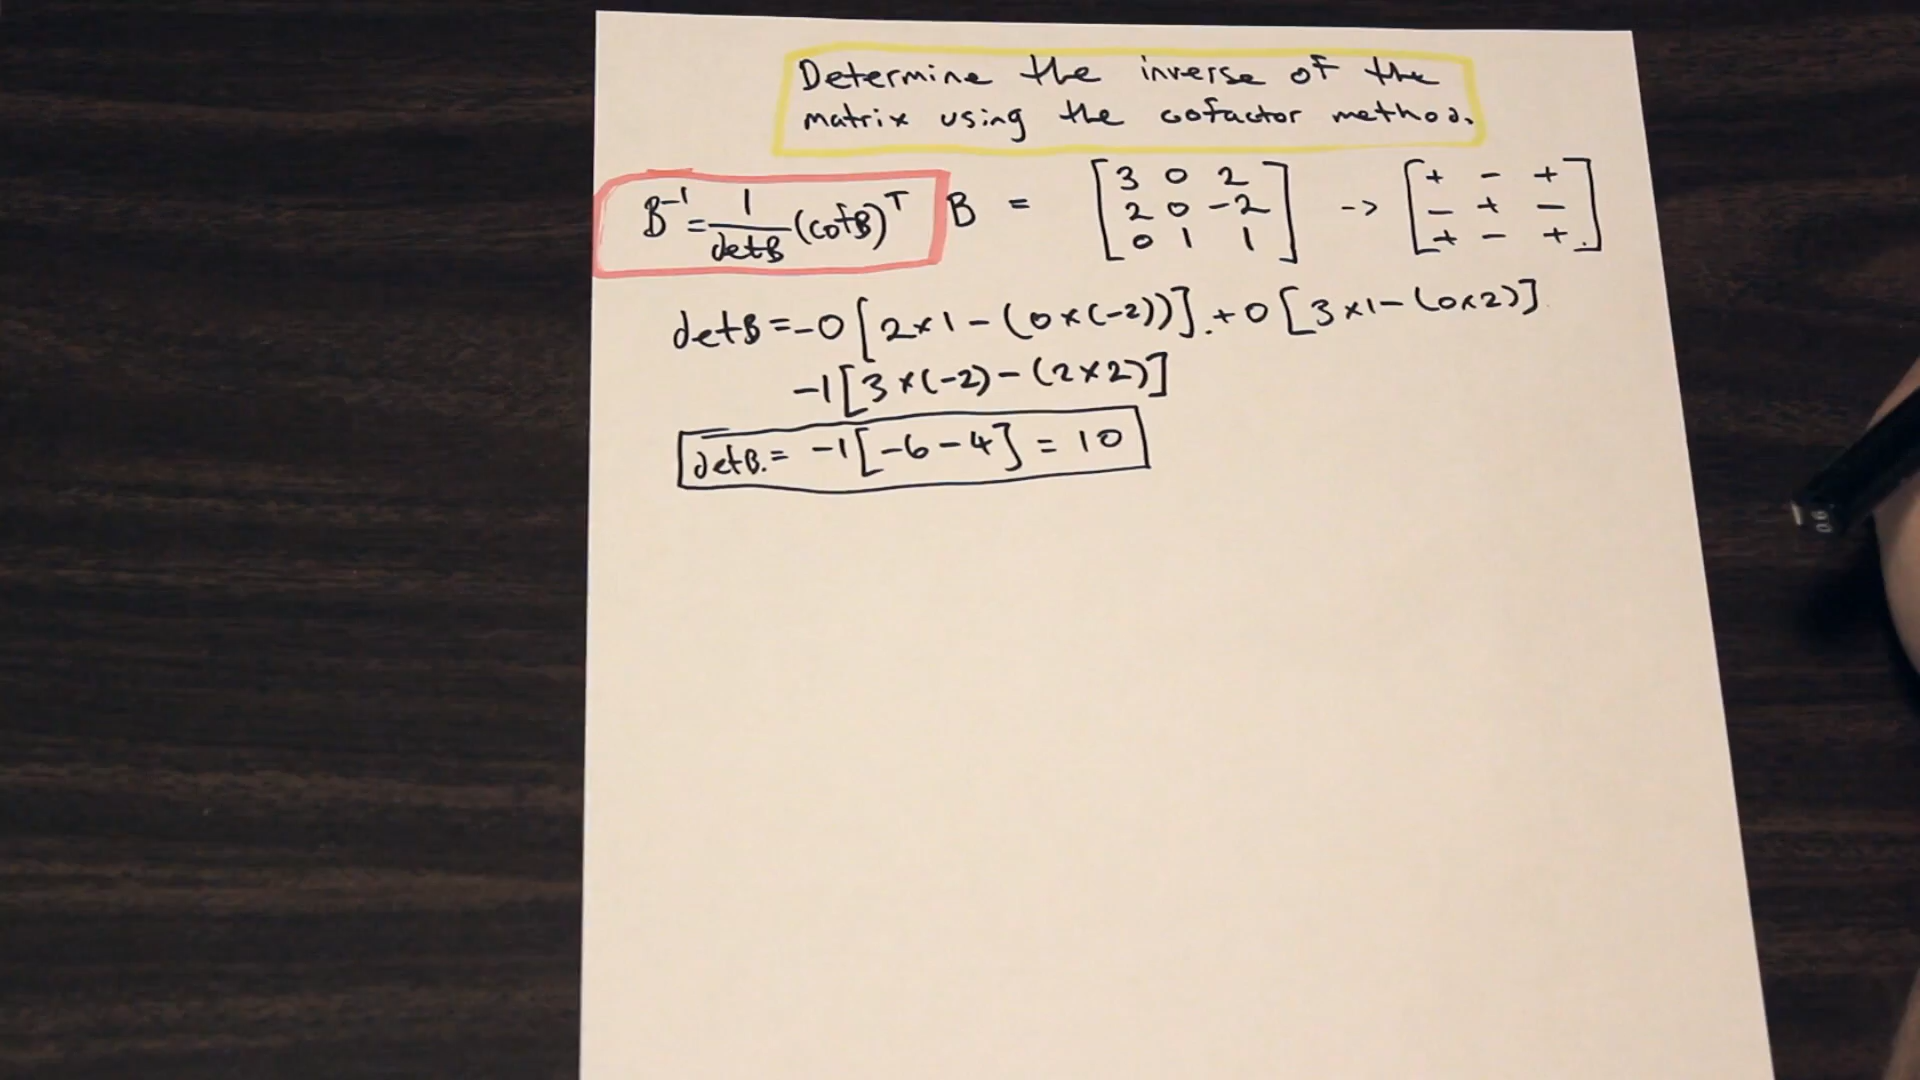 Determine the inverse of the
matrix using the cofactor method.
B⁻¹ = 1/detB (cofB)ᵀ
B = [3 0 2
2 0 -2
0 1 1] -> [+ - +
- + -
+ - +]
detB = -0[2×1-(0×(-2))]+0[3×1-(0×2)]
-1[3×(-2)-(2×2)]
detB.= -1[-6-4] = 10
0.6